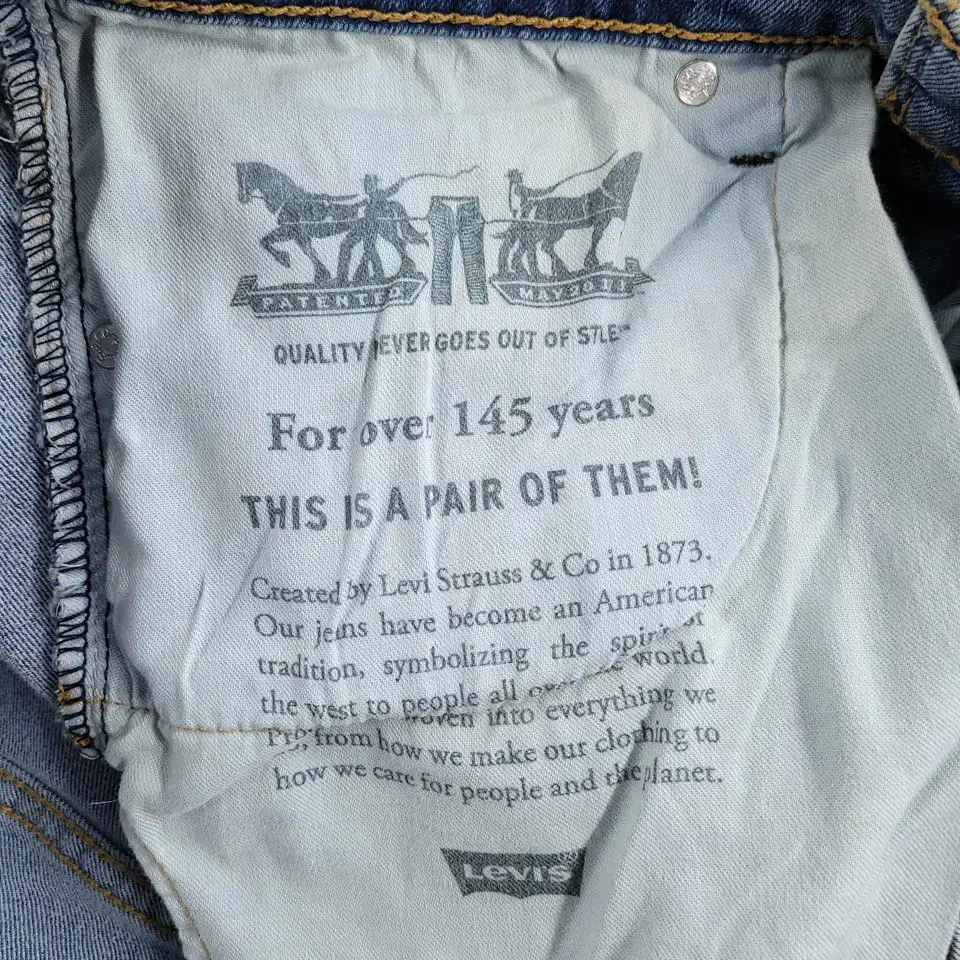 PATENTED
MAY 20
QUALITY NEVER GOES OUT OF STYLE™
For over 145 years
THIS IS A PAIR OF THEM!
Created by Levi Strauss & Co in 1873.
Our jeans have become an American
tradition, symbolizing the spirit of
the west to people all world.
woven into everything we
from how we make our clothing to
how we care for people and the planet.
LEVI'S®